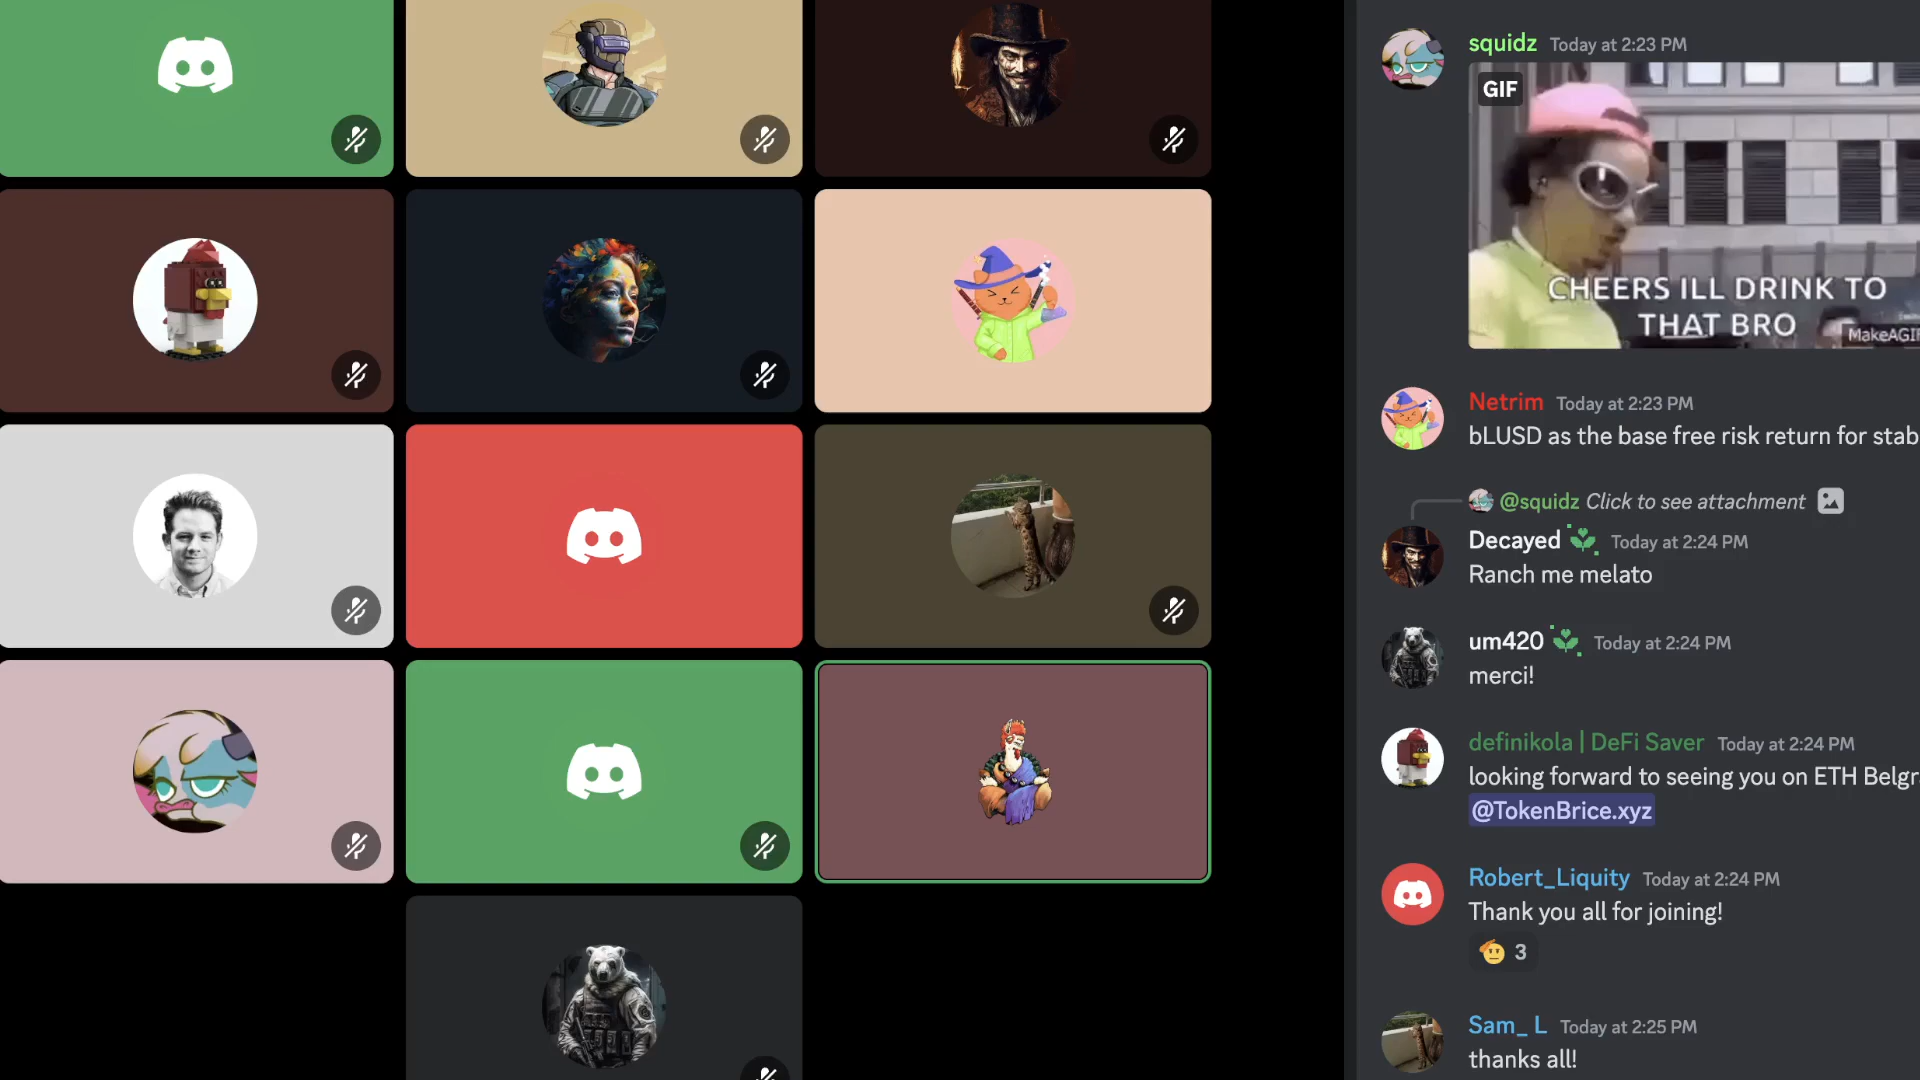 squidz Today at 2:23 PM
GIF
CHEERS ILL DRINK TO
THAT BRO
MakeAGIF
Netrim Today at 2:23 PM
bLUSD as the base free risk return for stab
@squidz Click to see attachment
Decayed Today at 2:24 PM
Ranch me melato
um420 Today at 2:24 PM
merci!
definikola | DeFi Saver Today at 2:24 PM
looking forward to seeing you on ETH Belgr
@TokenBrice.xyz
Robert_Liquity Today at 2:24 PM
Thank you all for joining!
3
Sam_ L Today at 2:25 PM
thanks all!